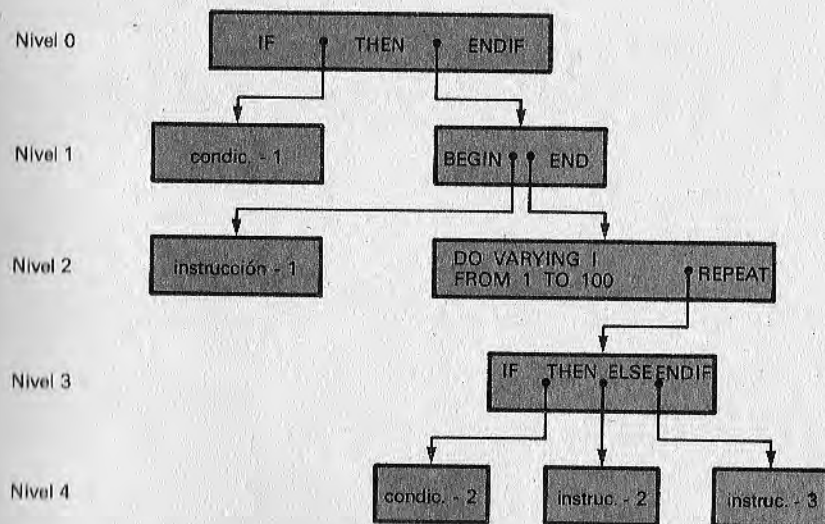 Nivel 0
IF THEN ENDIF
Nivel 1
condic. - 1
BEGIN END
Nivel 2
instrucción - 1
DO VARYING I
FROM 1 TO 100
REPEAT
Nivel 3
IF THEN ELSE ENDIF
Nivel 4
condic. - 2
instruc. - 2
instruc. - 3